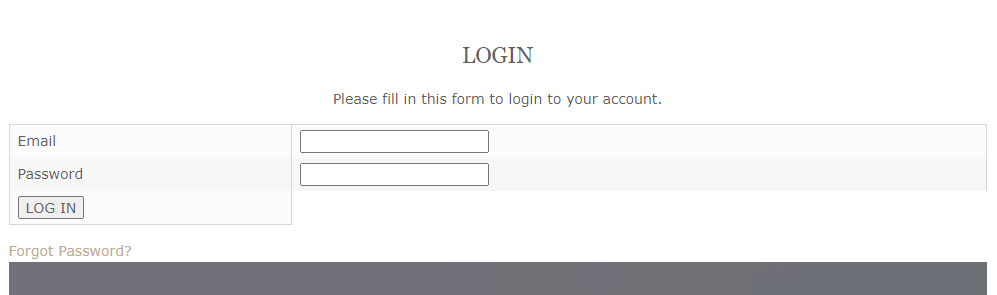 LOGIN
Please fill in this form to login to your account.
Email
Password
LOG IN
Forgot Password?